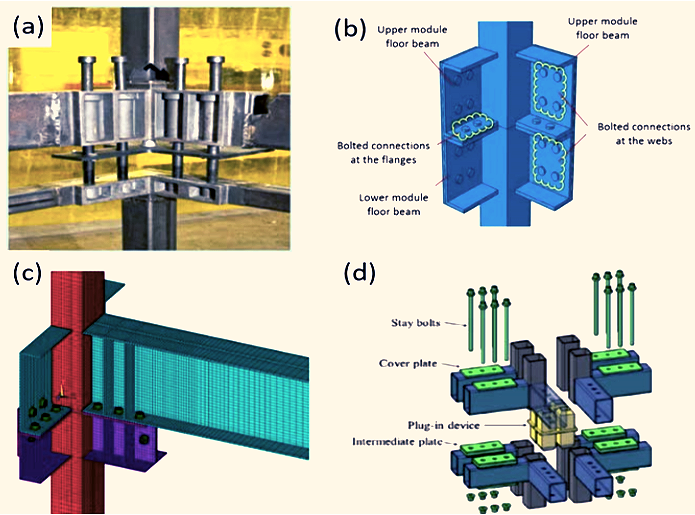 (a)
(b)
Upper module
floor beam
Upper module
floor beam
Bolted connections
at the flanges
Bolted connections
at the webs
Lower module
floor beam
(c)
(d)
Stay bolts
Cover plate
Plug-in device
Intermediate plate